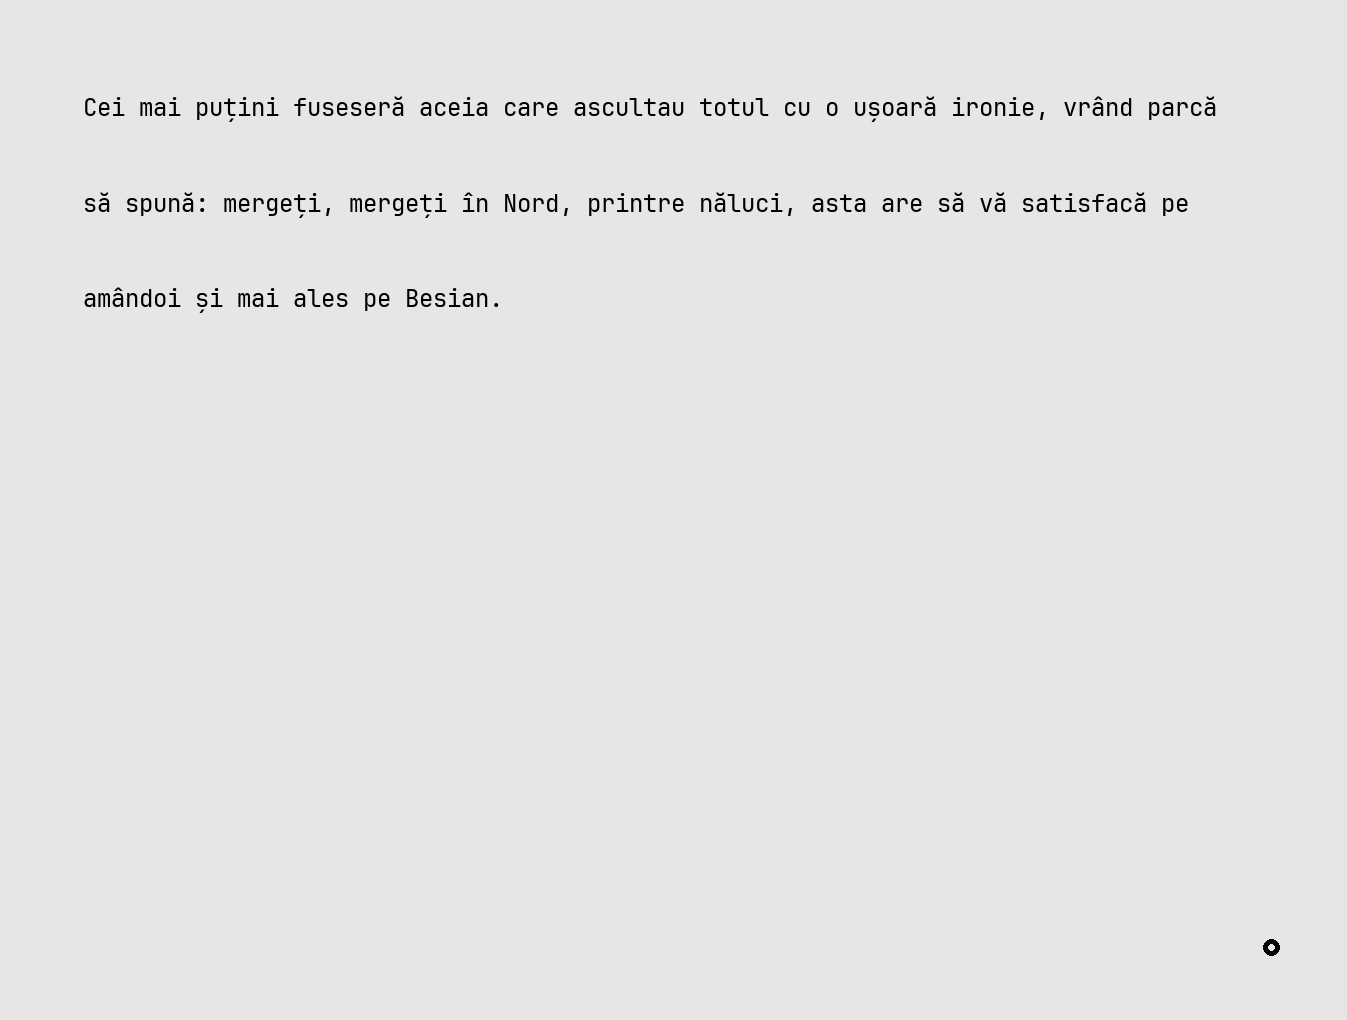 Cei mai puțini fuseseră aceia care ascultau totul cu o ușoară ironie, vrând parcă
să spună: mergeți, mergeți în Nord, printre năluci, asta are să vă satisfacă pe
amândoi și mai ales pe Besian.